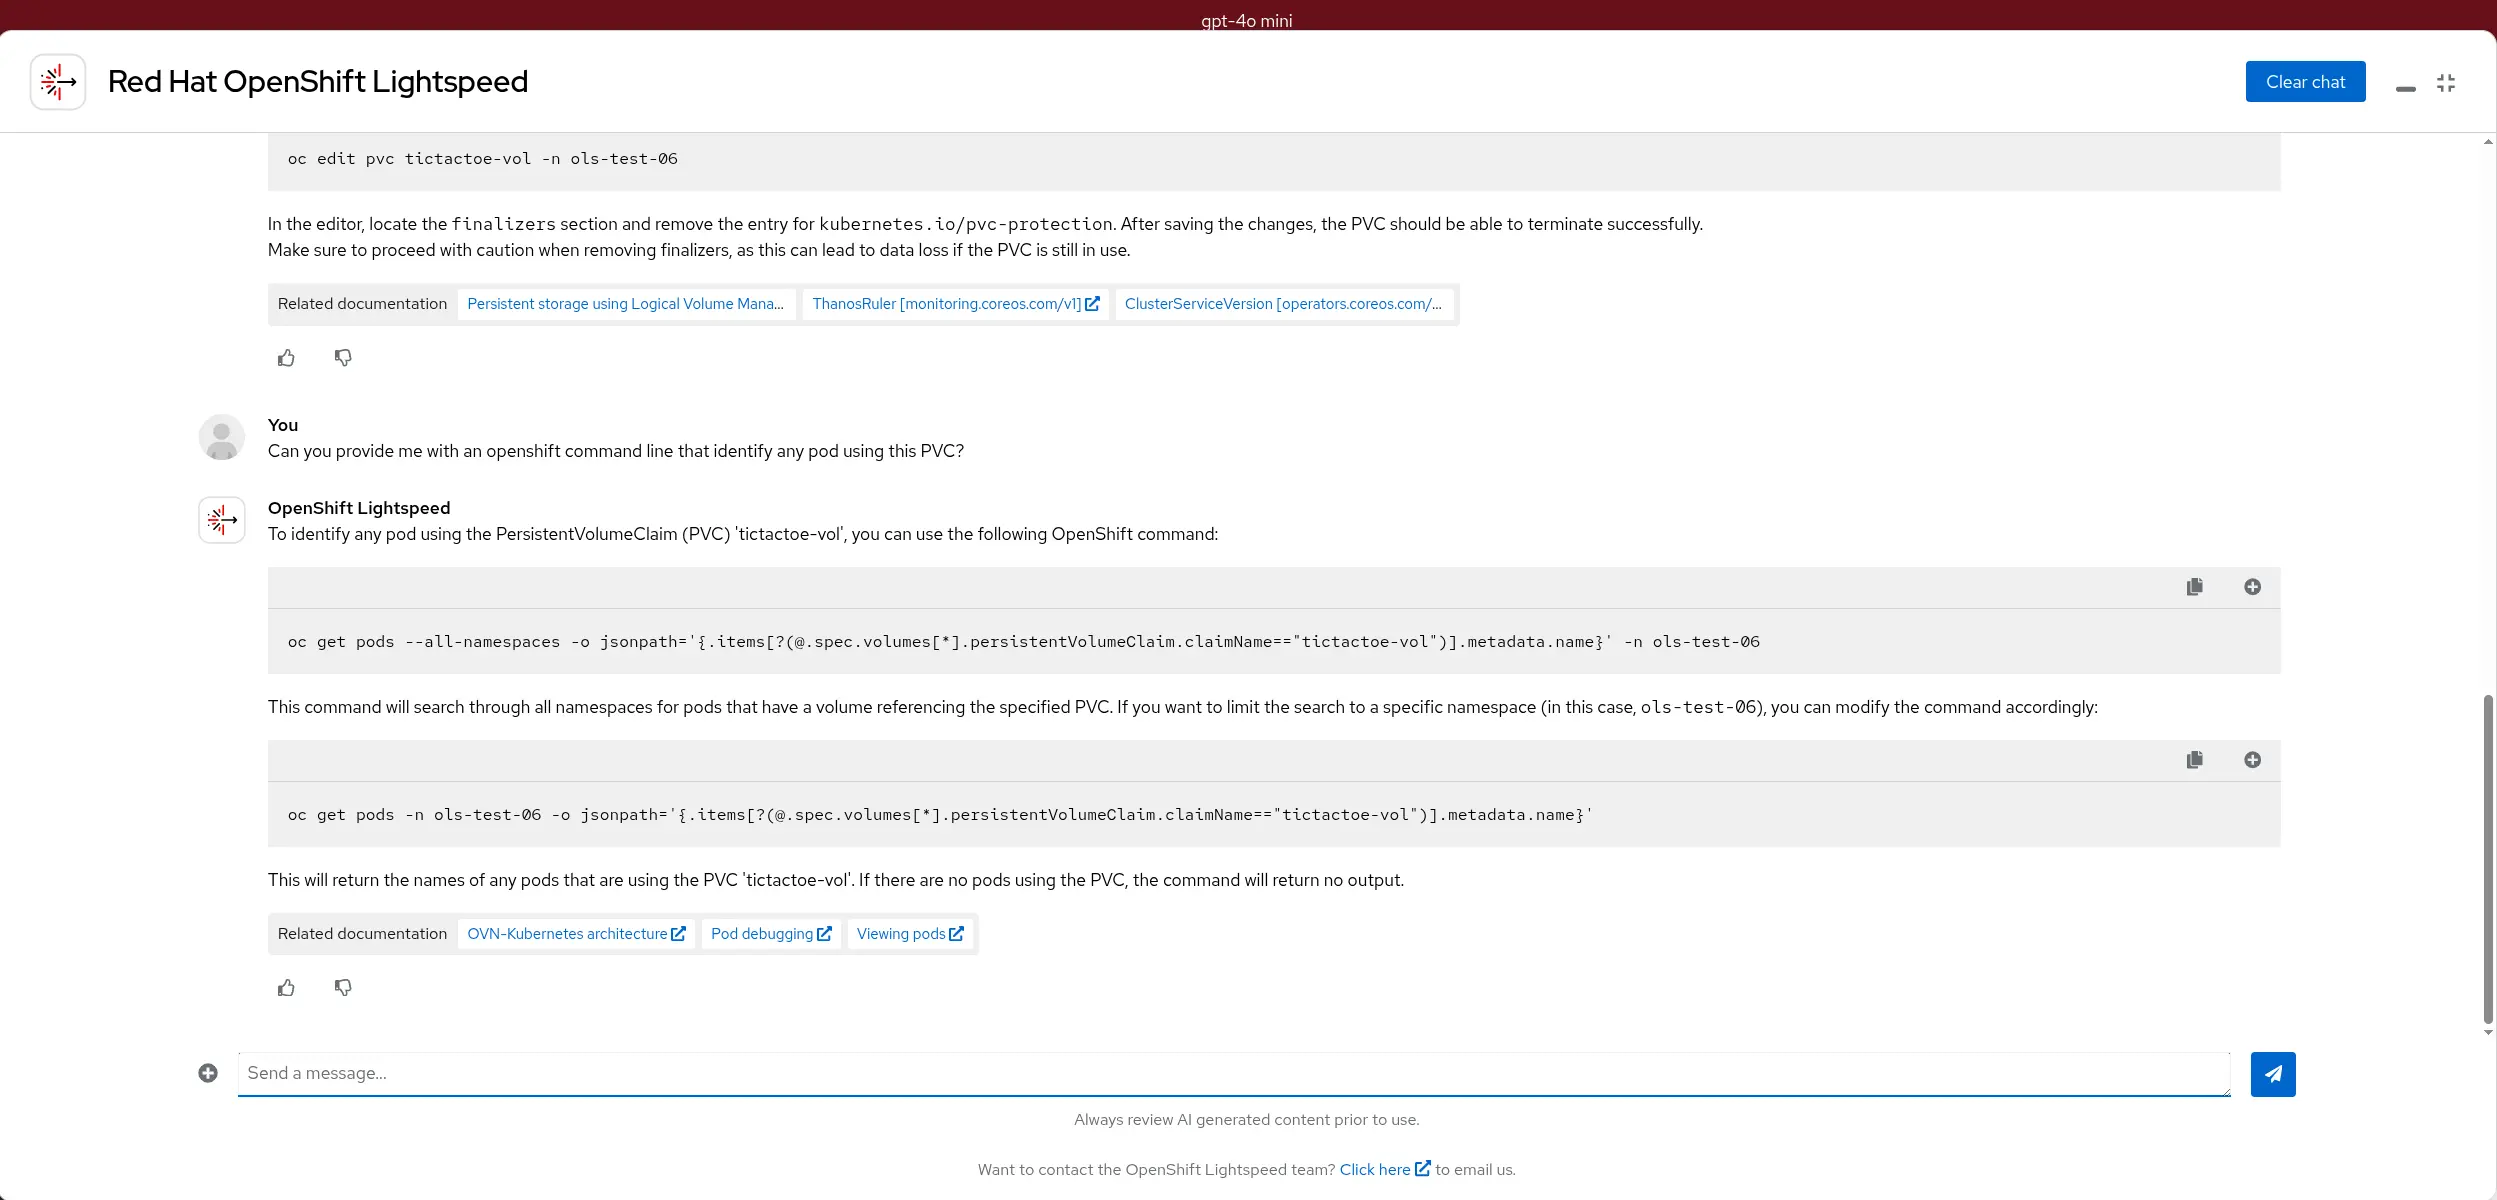 gpt-4o mini
Red Hat OpenShift Lightspeed
Clear chat
oc edit pvc tictactoe-vol -n ols-test-06
In the editor, locate the finalizers section and remove the entry for kubernetes.io/pvc-protection. After saving the changes, the PVC should be able to terminate successfully.
Make sure to proceed with caution when removing finalizers, as this can lead to data loss if the PVC is still in use.
Related documentation Persistent storage using Logical Volume Mana... ThanosRuler [monitoring.coreos.com/v1] ClusterServiceVersion [operators.coreos.com/...
You
Can you provide me with an openshift command line that identify any pod using this PVC?
OpenShift Lightspeed
To identify any pod using the PersistentVolumeClaim (PVC) 'tictactoe-vol', you can use the following OpenShift command:
oc get pods --all-namespaces -o jsonpath='{.items[?(@.spec.volumes[*].persistentVolumeClaim.claimName=="tictactoe-vol")].metadata.name}' -n ols-test-06
This command will search through all namespaces for pods that have a volume referencing the specified PVC. If you want to limit the search to a specific namespace (in this case, ols-test-06), you can modify the command accordingly:
oc get pods -n ols-test-06 -o jsonpath='{.items[?(@.spec.volumes[*].persistentVolumeClaim.claimName=="tictactoe-vol")].metadata.name}'
This will return the names of any pods that are using the PVC 'tictactoe-vol'. If there are no pods using the PVC, the command will return no output.
Related documentation OVN-Kubernetes architecture Pod debugging Viewing pods
Send a message...
Always review AI generated content prior to use.
Want to contact the OpenShift Lightspeed team? Click here to email us.